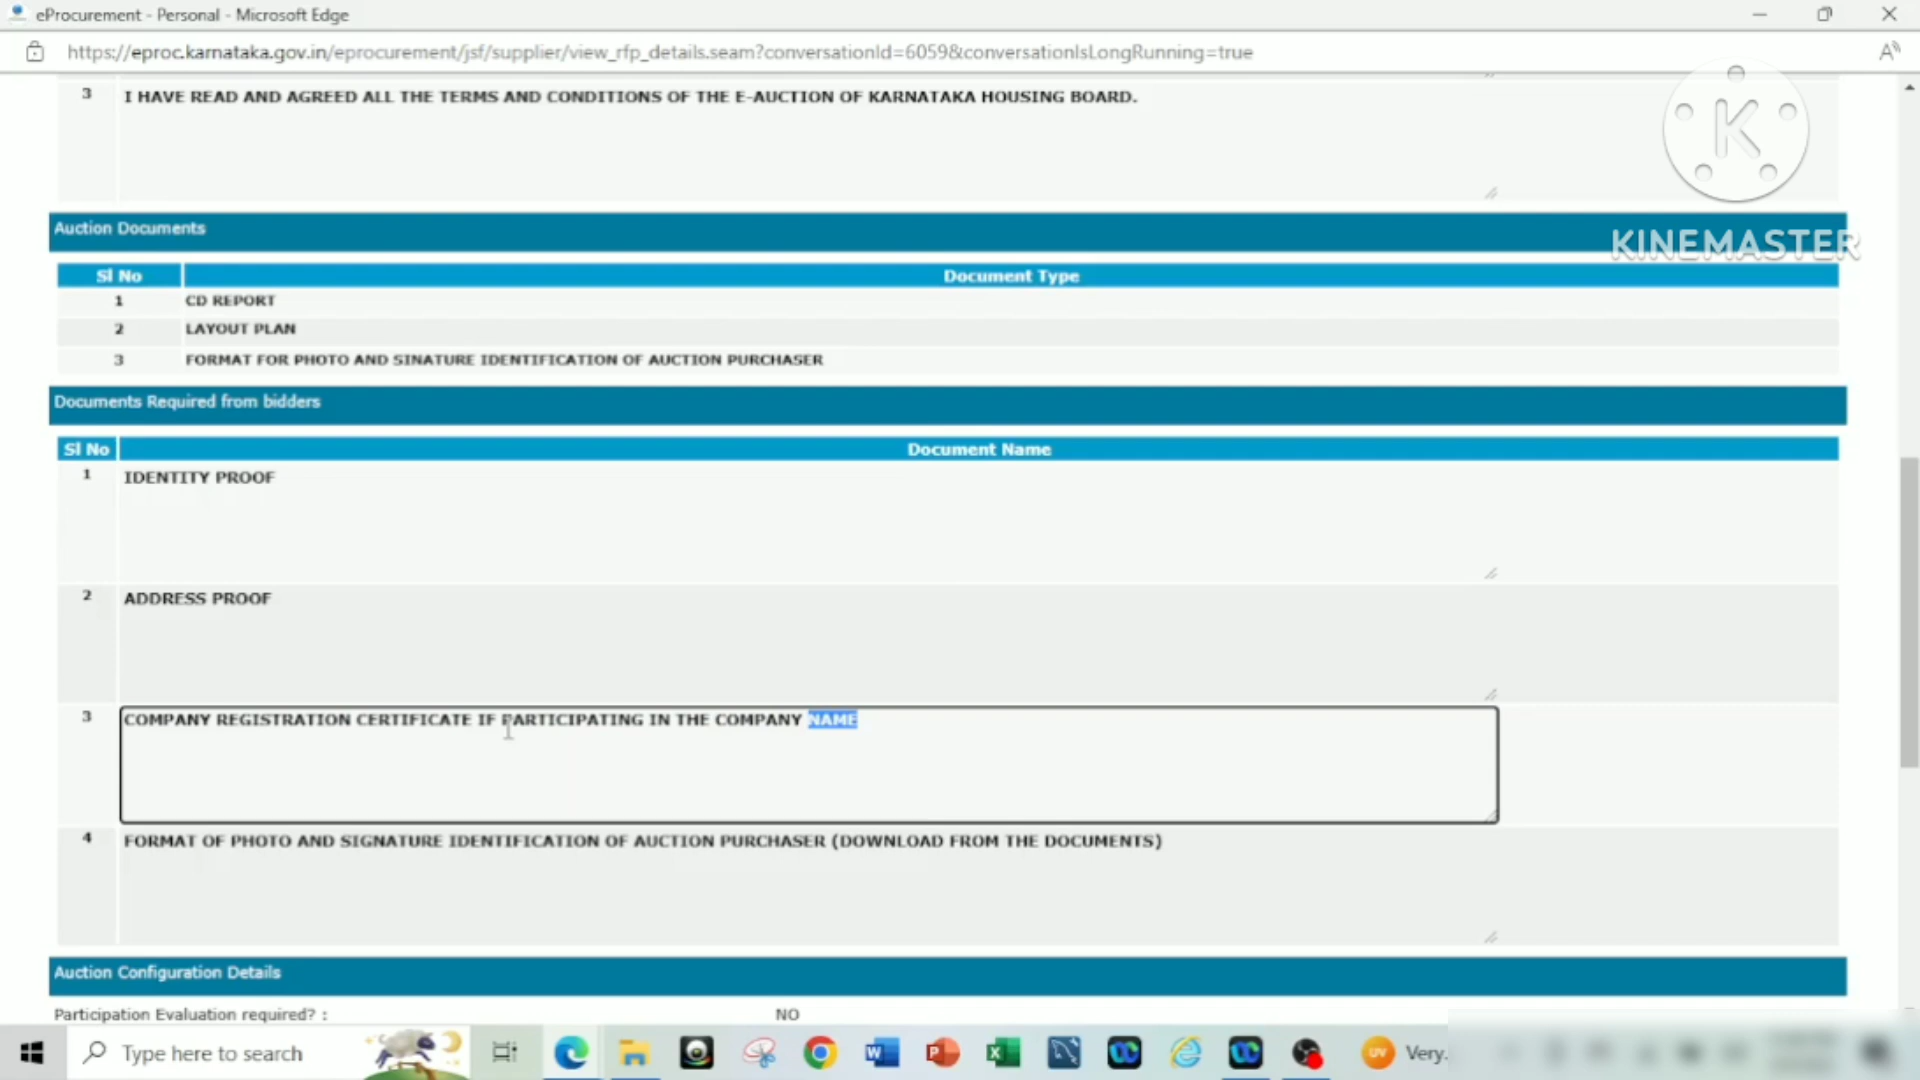 eProcurement - Personal - Microsoft Edge
https://eproc.karnataka.gov.in/eprocurement/jsf/supplier/view_rfp_details.seam?conversationId=6059&conversationIsLongRunning=true
3 I HAVE READ AND AGREED ALL THE TERMS AND CONDITIONS OF THE E-AUCTION OF KARNATAKA HOUSING BOARD.
K
KINEMASTER
Auction Documents
Sl No Document Type
1 CD REPORT
2 LAYOUT PLAN
3 FORMAT FOR PHOTO AND SINATURE IDENTIFICATION OF AUCTION PURCHASER
Documents Required from bidders
Sl No Document Name
1 IDENTITY PROOF
2 ADDRESS PROOF
3 COMPANY REGISTRATION CERTIFICATE IF PARTICIPATING IN THE COMPANY NAME
4 FORMAT OF PHOTO AND SIGNATURE IDENTIFICATION OF AUCTION PURCHASER (DOWNLOAD FROM THE DOCUMENTS)
Auction Configuration Details
Participation Evaluation required? : NO
Type here to search
UV Very.